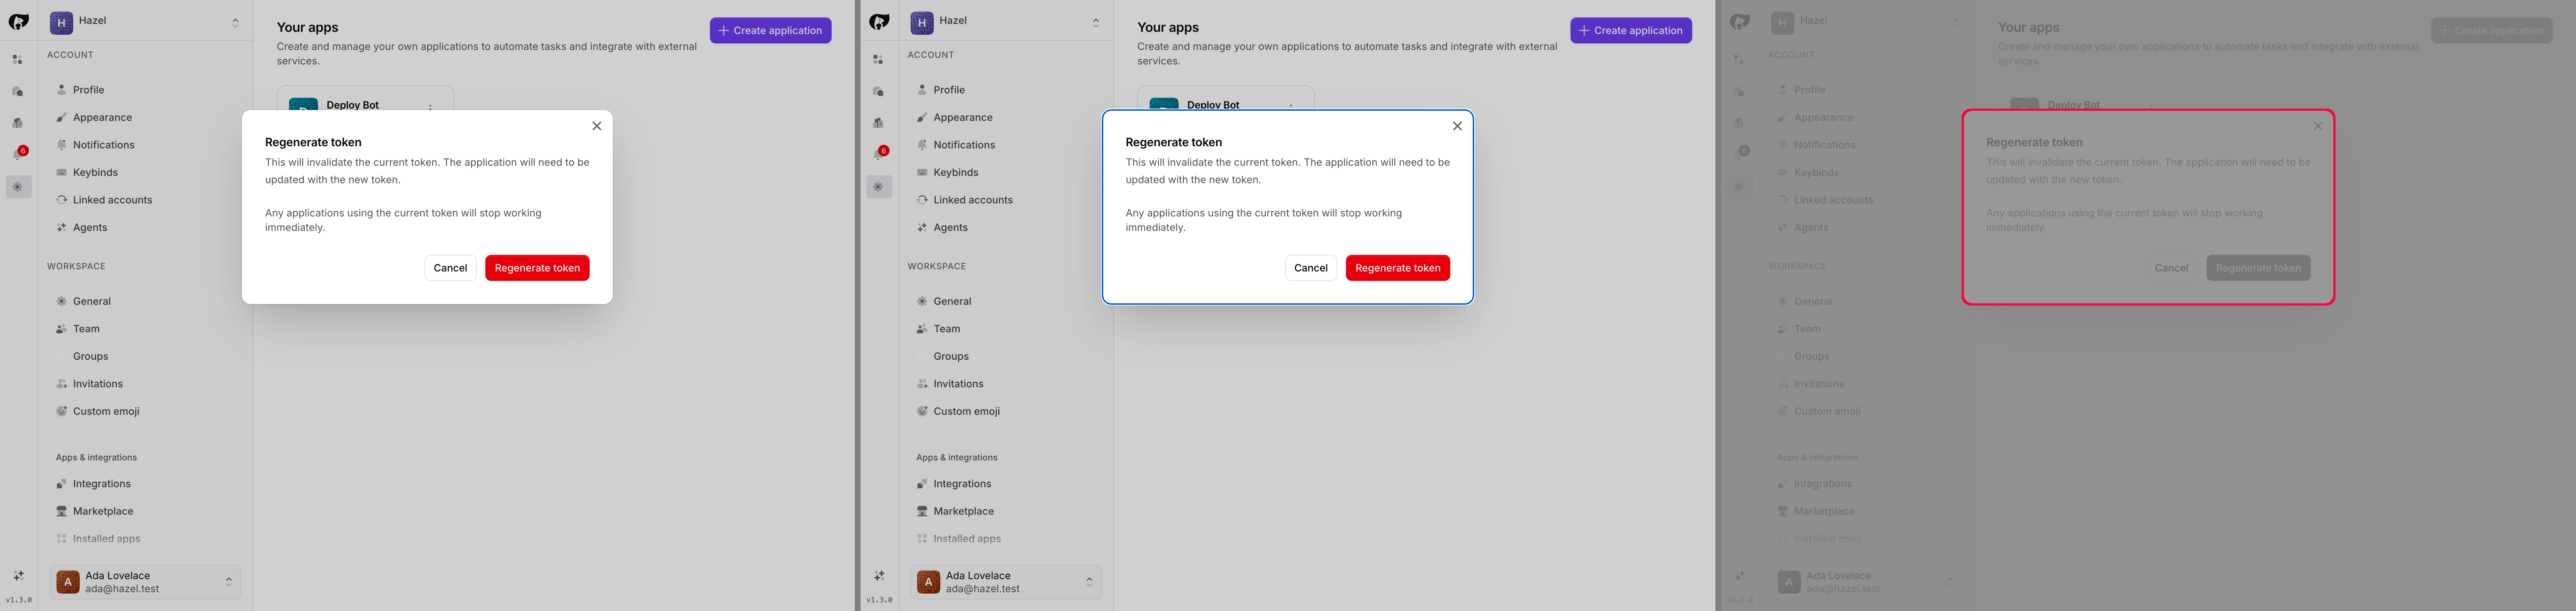 H Hazel
ACCOUNT
Profile
Appearance
6
Notifications
Keybinds
Linked accounts
Agents
WORKSPACE
General
Team
Groups
Invitations
Custom emoji
Apps & integrations
Integrations
Marketplace
Installed apps
A Ada Lovelace
ada@hazel.test
v1.3.0
Your apps
Create and manage your own applications to automate tasks and integrate with external
services.
Create application
Deploy Bot
Regenerate token
This will invalidate the current token. The application will need to be
updated with the new token.
Any applications using the current token will stop working
immediately.
Cancel Regenerate token
H Hazel
ACCOUNT
Profile
Appearance
6
Notifications
Keybinds
Linked accounts
Agents
WORKSPACE
General
Team
Groups
Invitations
Custom emoji
Apps & integrations
Integrations
Marketplace
Installed apps
A Ada Lovelace
ada@hazel.test
v1.3.0
Your apps
Create and manage your own applications to automate tasks and integrate with external
services.
Create application
Deploy Bot
Regenerate token
This will invalidate the current token. The application will need to be
updated with the new token.
Any applications using the current token will stop working
immediately.
Cancel Regenerate token
H Hazel
ACCOUNT
Profile
Appearance
6
Notifications
Keybinds
Linked accounts
Agents
WORKSPACE
General
Team
Groups
Invitations
Custom emoji
Apps & integrations
Integrations
Marketplace
Installed apps
A Ada Lovelace
ada@hazel.test
v1.3.0
Your apps
Create and manage your own applications to automate tasks and integrate with external
services.
Create application
Deploy Bot
Regenerate token
This will invalidate the current token. The application will need to be
updated with the new token.
Any applications using the current token will stop working
immediately.
Cancel Regenerate token